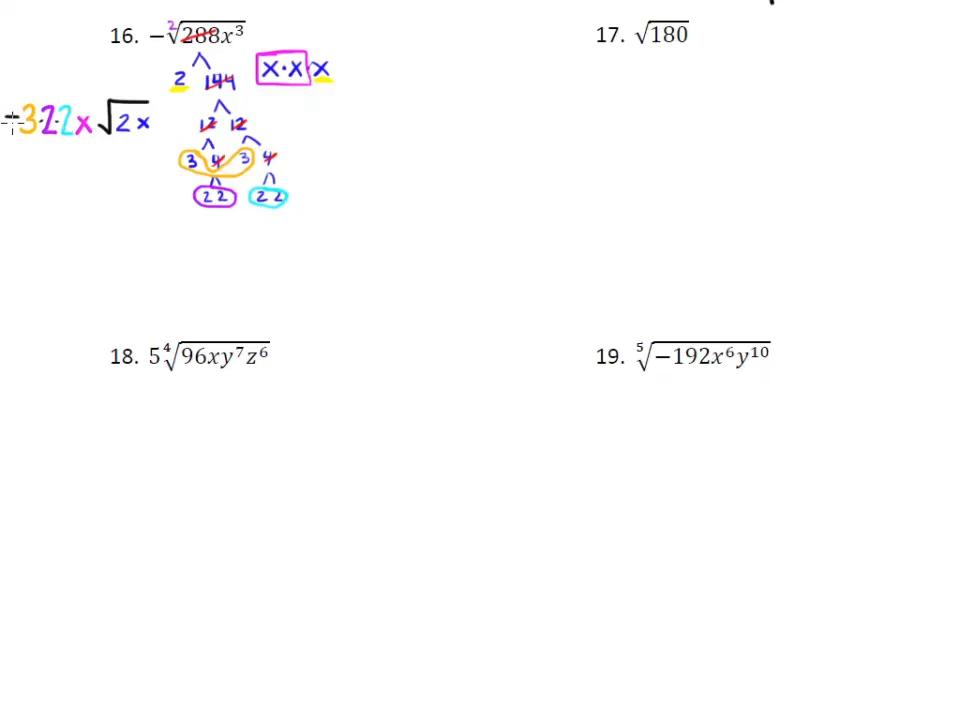 16. −²√288x³
2 144 x·x·x
12 12
-3·2·2x√2x
3 4 3 4
2 2 2 2
17. √180
18. 5⁴√96xy⁷z⁶
19. ⁵√−192x⁶y¹⁰